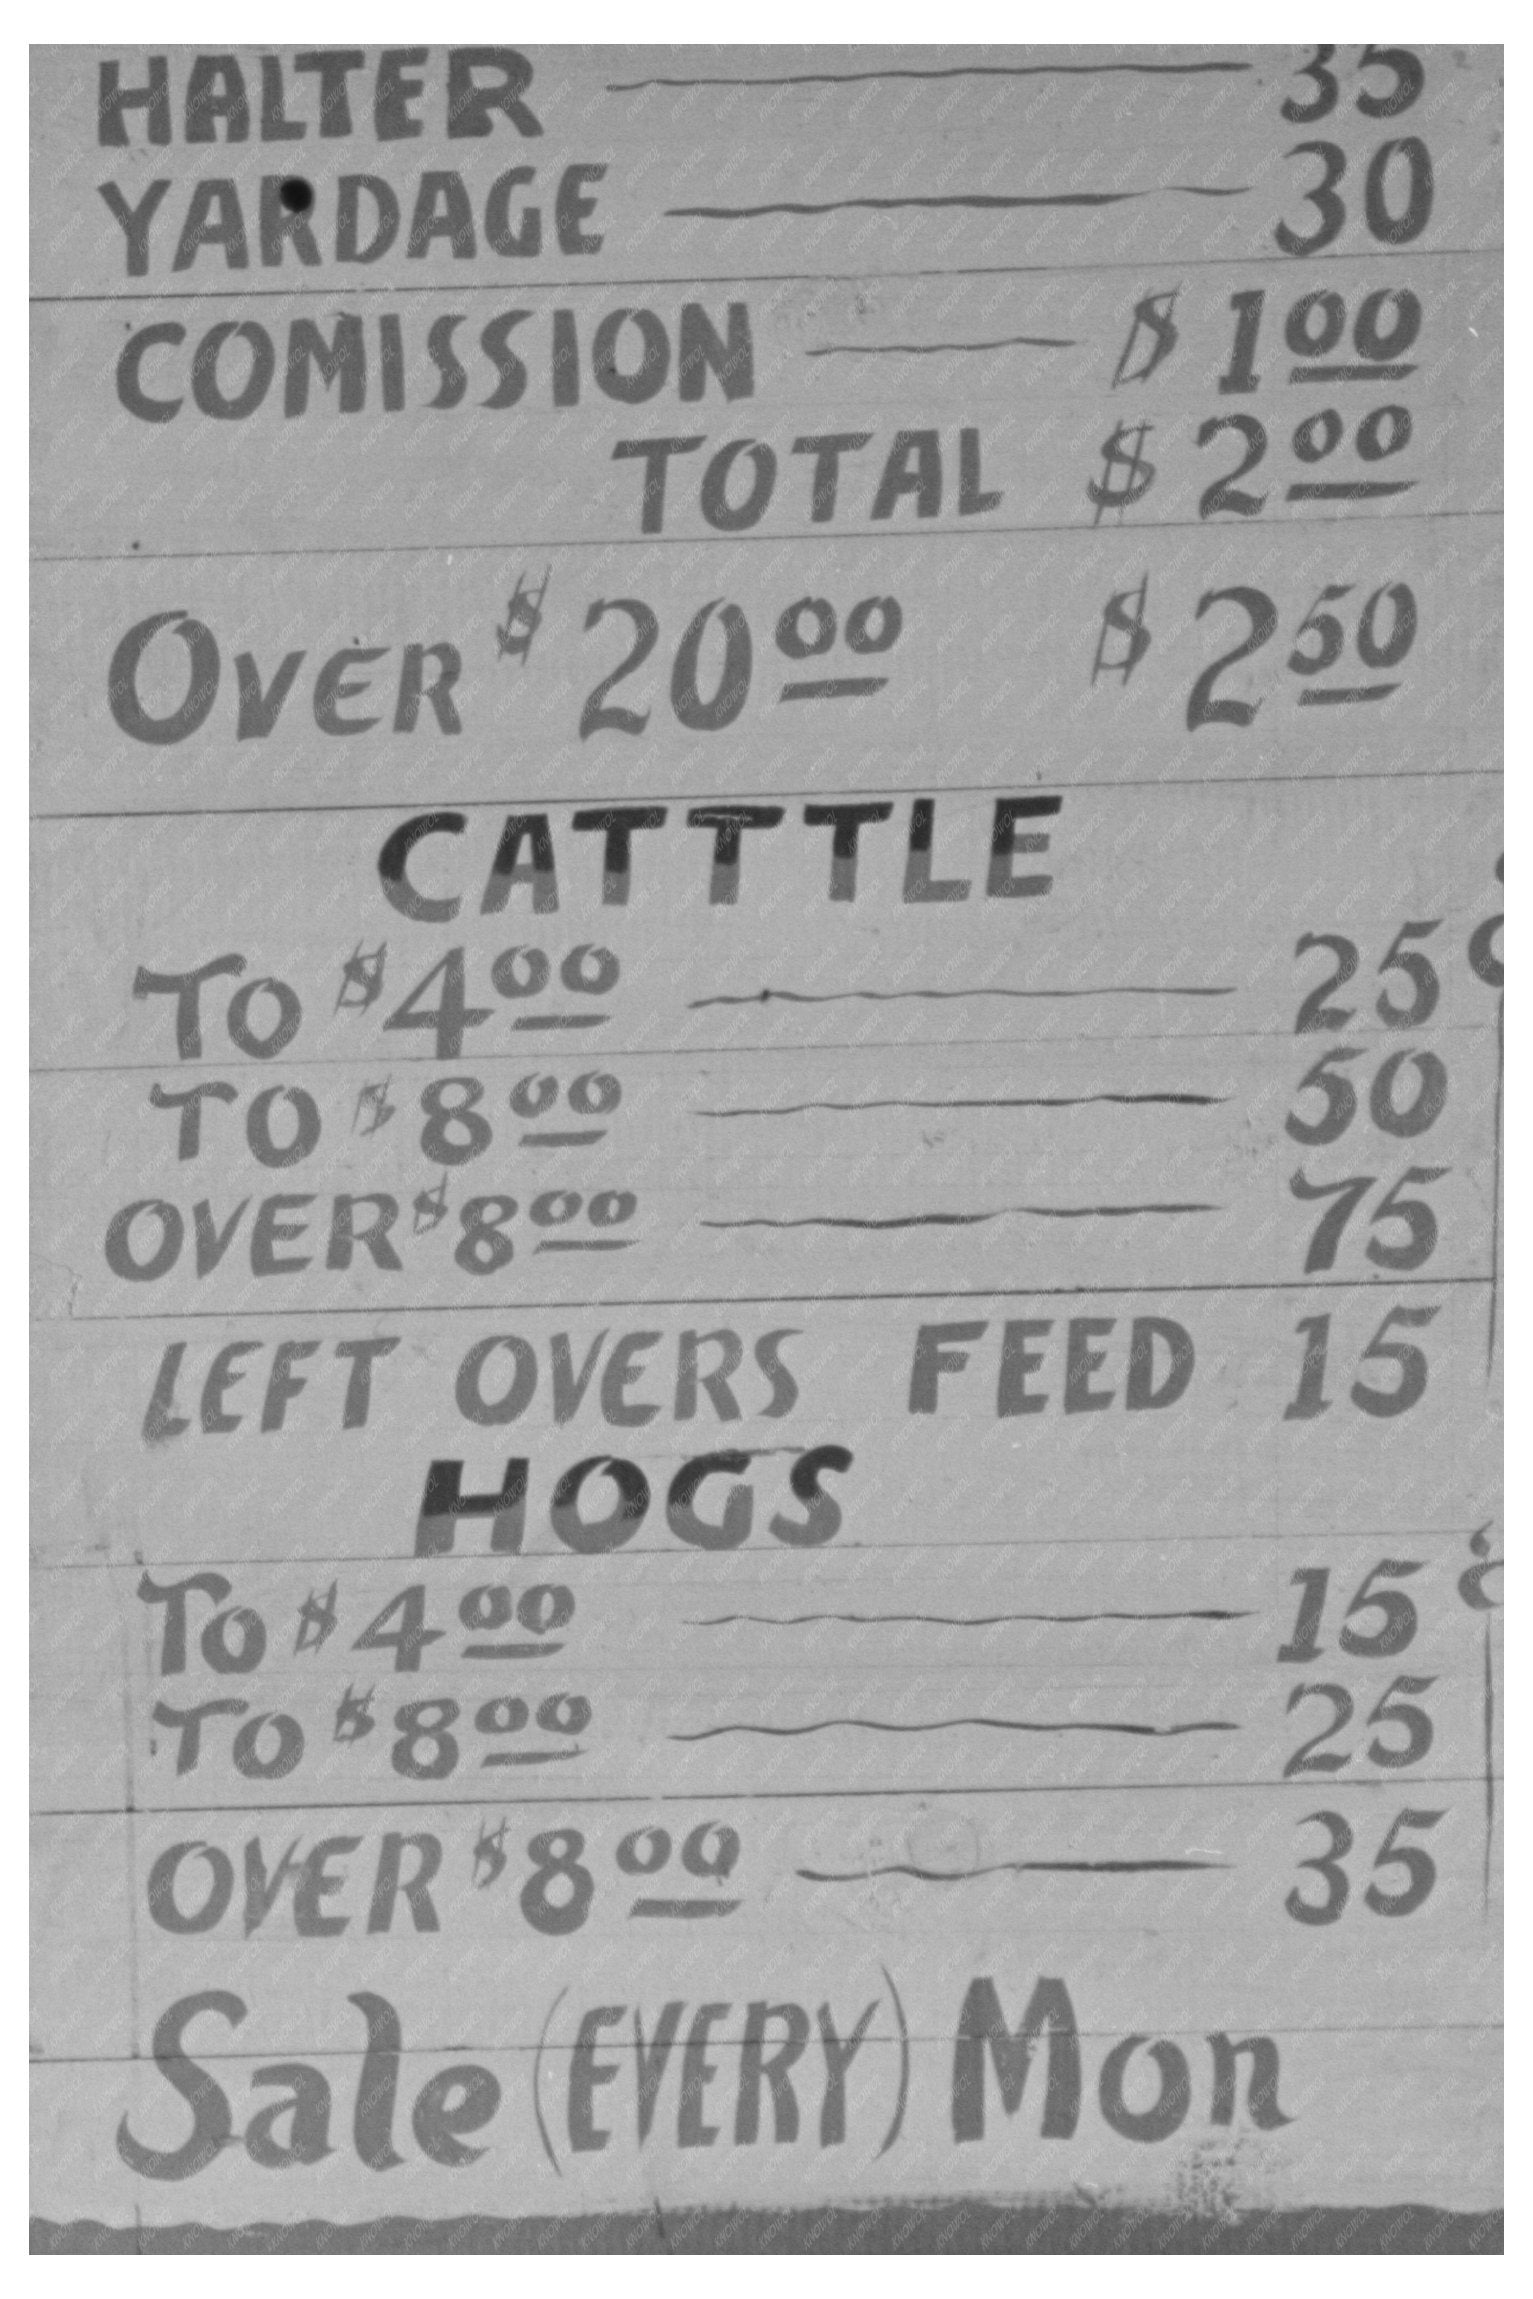 HALTER — 35
YARDAGE — 30
COMISSION — $ 1 00
TOTAL $ 2 00
OVER $ 20 00 $ 2 50
CATTTLE
TO $ 4 00 — 25 ¢
TO $ 8 00 — 50
OVER $ 8 00 — 75
LEFT OVERS FEED 15
HOGS
TO $ 4 00 — 15 ¢
TO $ 8 00 — 25
OVER $ 8 00 — 35
Sale (EVERY) Mon